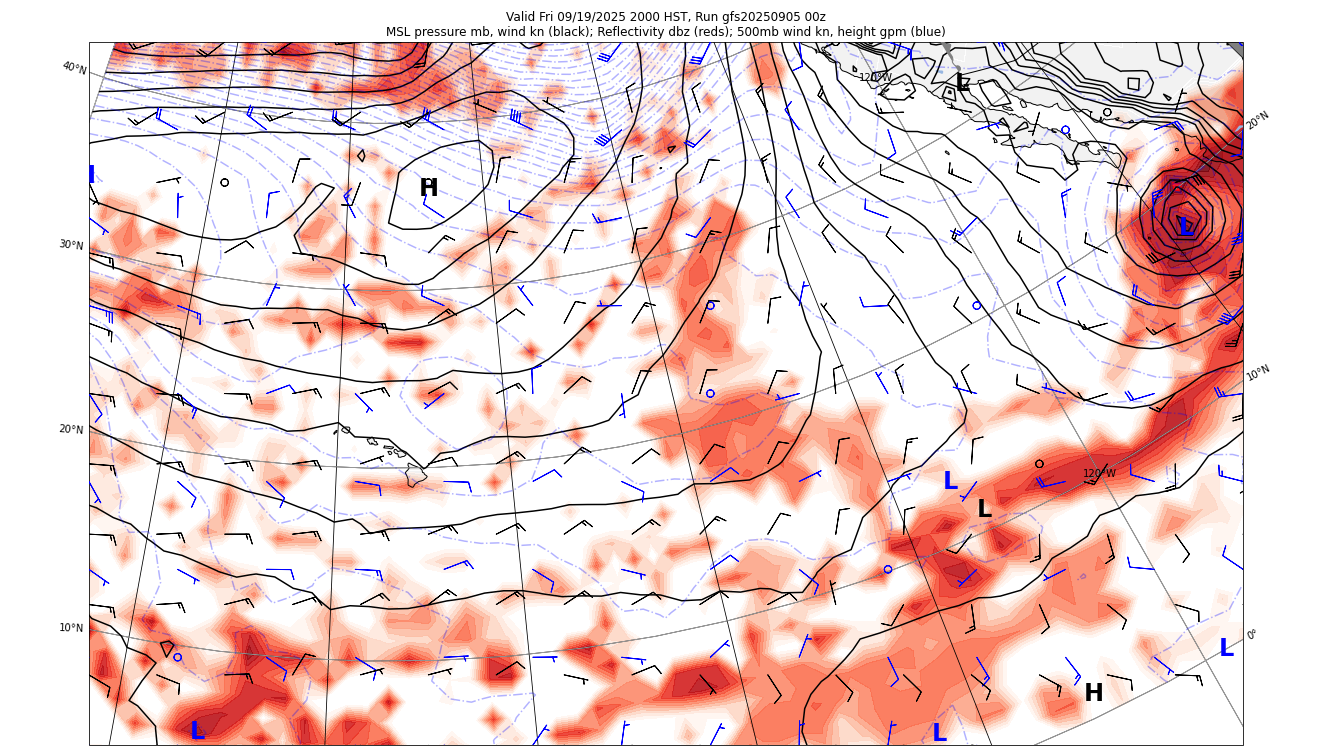 Valid Fri 09/19/2025 2000 HST, Run gfs20250905 00z
MSL pressure mb, wind kn (black); Reflectivity dbz (reds); 500mb wind kn, height gpm (blue)
40°N
120°W
L
20°N
H
H
L
30°N
10°N
20°N
120°W
L
L
10°N
0°
L
H
L
L